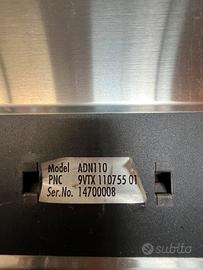 Model ADN110
PNC 9VTX 110755 01
Ser.No. 14700008
subito